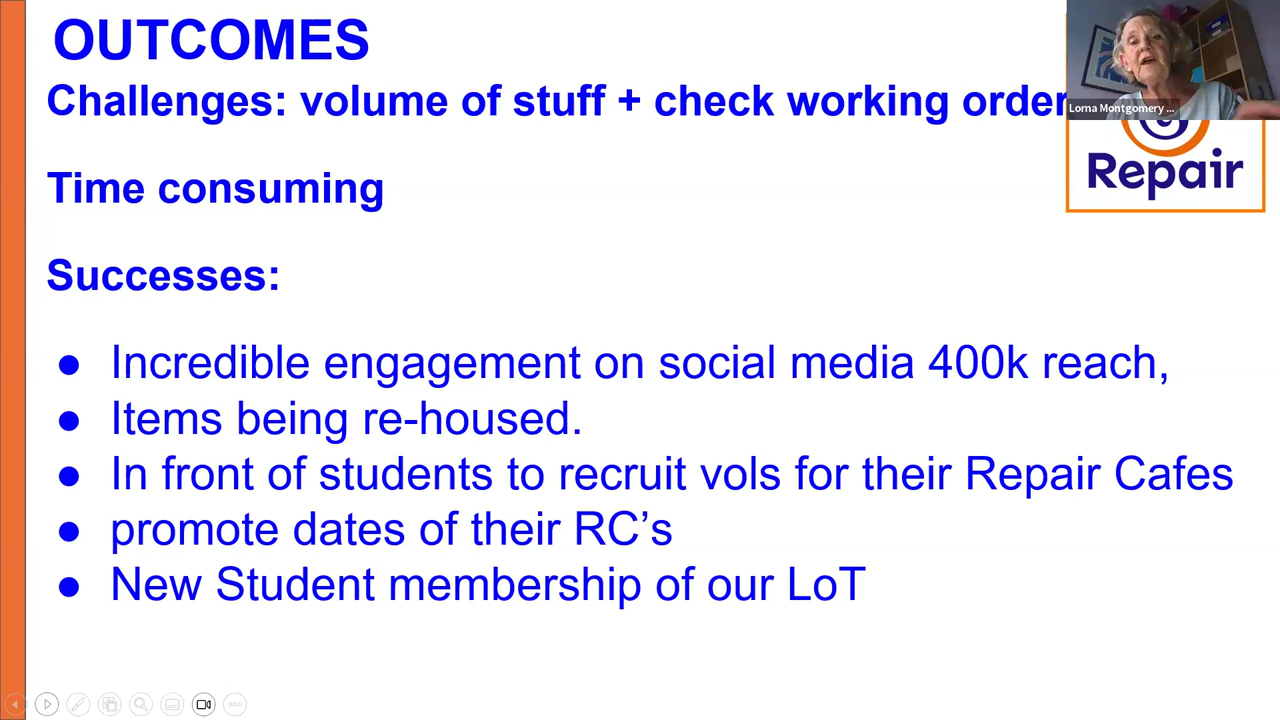 OUTCOMES
Challenges: volume of stuff + check working order
Lorna Montgomery ...
Repair
Time consuming
Successes:
● Incredible engagement on social media 400k reach,
● Items being re-housed.
● In front of students to recruit vols for their Repair Cafes
● promote dates of their RC’s
● New Student membership of our LoT